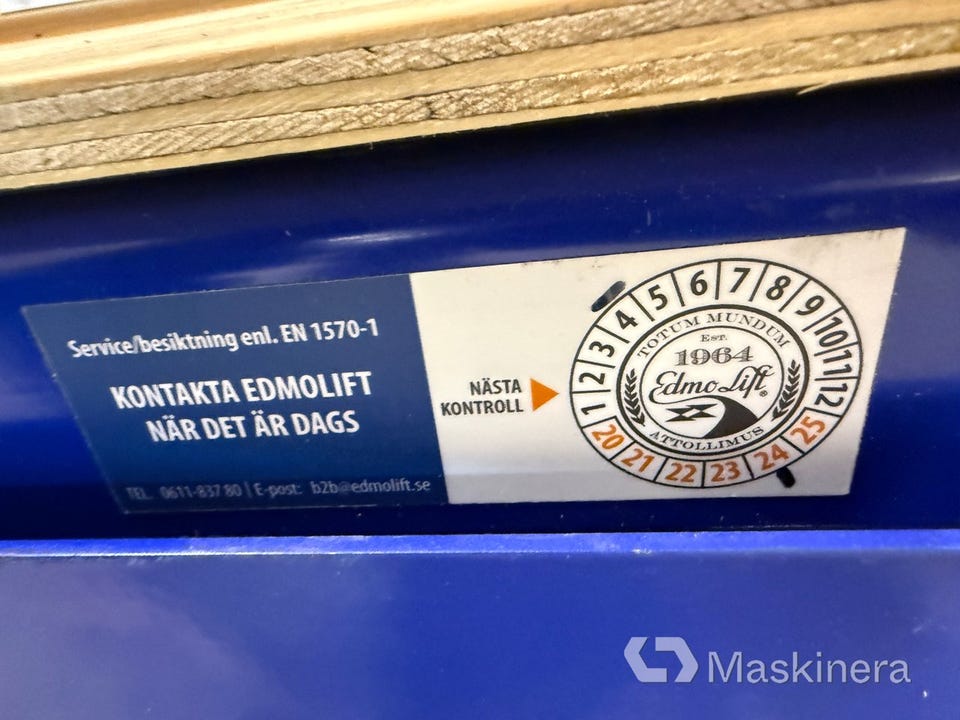 Service/besiktning enl. EN 1570-1
KONTAKTA EDMOLIFT
NÄR DET ÄR DAGS
TEL. 0611-837 80 | E-post: b2b@edmolift.se
NÄSTA
KONTROLL
1 2 3 4 5 6 7 8 9 10 11 12
20 21 22 23 24 25
TOTUM MUNDUM
EST.
1964
EdmoLift®
ATTOLLIMUS
Maskinera